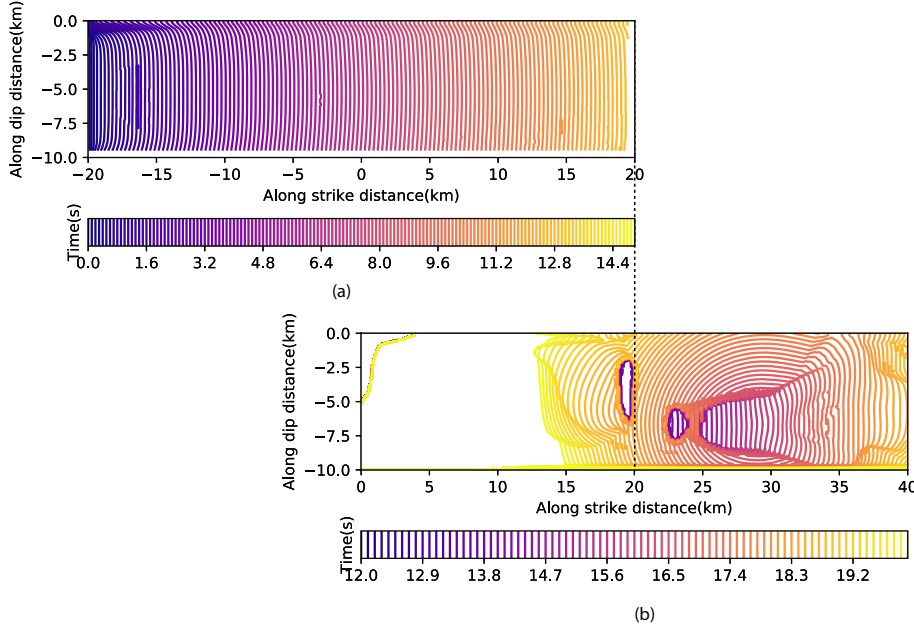 0.0
−2.5
−5.0
−7.5
−10.0
Along dip distance(km)
−20 −15 −10 −5 0 5 10 15 20
Along strike distance(km)
Time(s)
0.0 1.6 3.2 4.8 6.4 8.0 9.6 11.2 12.8 14.4
(a)
0.0
−2.5
−5.0
−7.5
−10.0
Along dip distance(km)
0 5 10 15 20 25 30 35 40
Along strike distance(km)
Time(s)
12.0 12.9 13.8 14.7 15.6 16.5 17.4 18.3 19.2
(b)